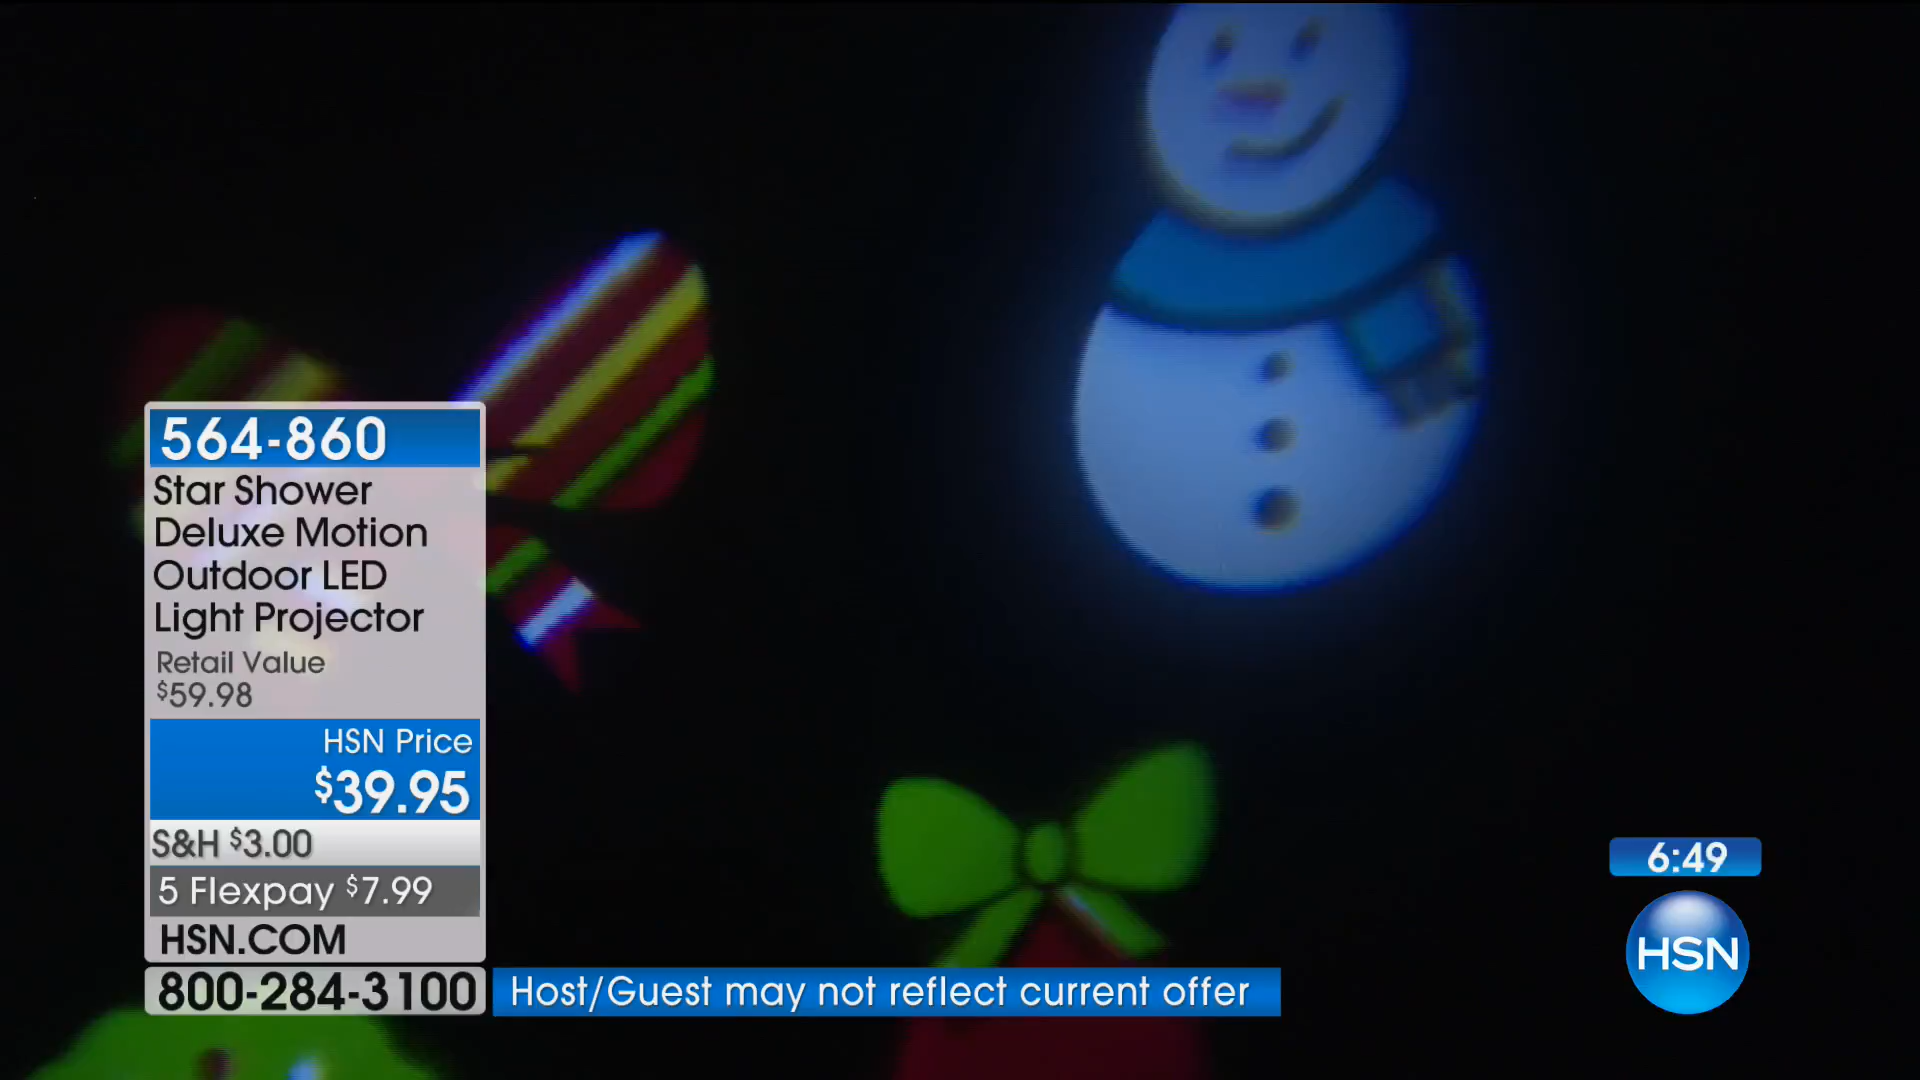 564-860
Star Shower
Deluxe Motion
Outdoor LED
Light Projector
Retail Value
$59.98
HSN Price
$39.95
S&H $3.00
5 Flexpay $7.99
HSN.COM
800-284-3100
Host/Guest may not reflect current offer
6:49
HSN